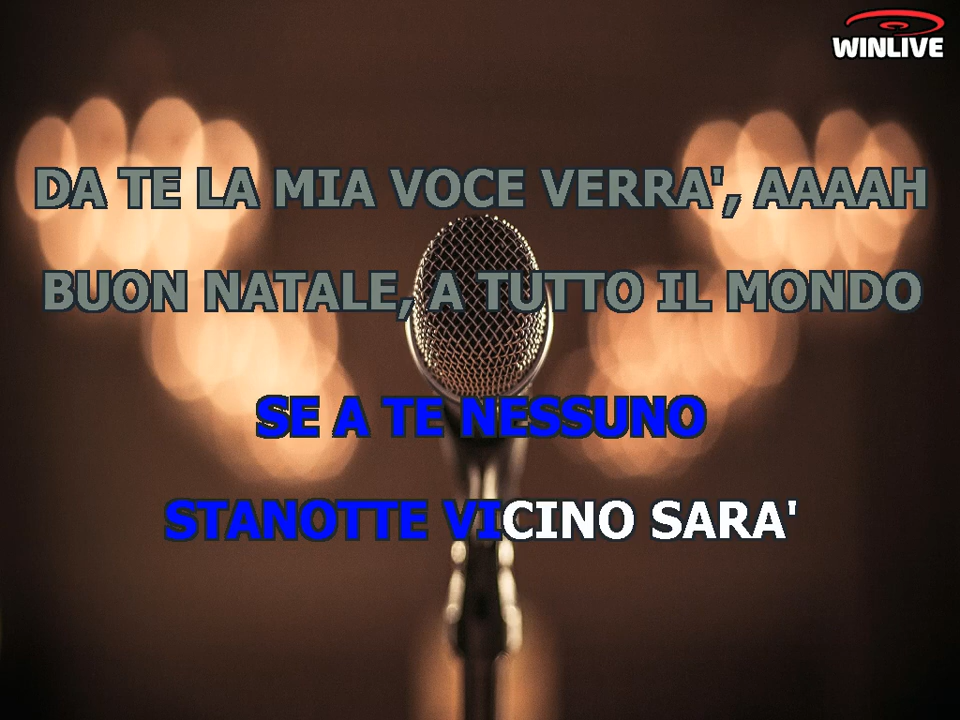 WINLIVE
DA TE LA MIA VOCE VERRA', AAAAH
BUON NATALE, A TUTTO IL MONDO
SE A TE NESSUNO
STANOTTE VICINO SARA'